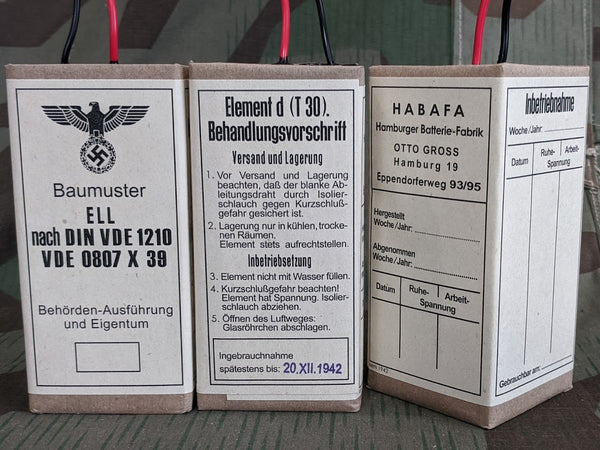 Baumuster
ELL
nach DIN VDE 1210
VDE 0807 X 39
Behörden-Ausführung
und Eigentum
Element d (T 30).
Behandlungsvorschrift
Versand und Lagerung
1. Vor Versand und Lagerung
beachten, daß der blanke Ab-
leitungsdraht durch Isolier-
schlauch gegen Kurzschluß-
gefahr gesichert ist.
2. Lagerung nur in kühlen, trocke-
nen Räumen.
Element stets aufrechtstellen.
Inbetriebsetzung
3. Element nicht mit Wasser füllen.
4. Kurzschlußgefahr beachten!
Element hat Spannung. Isolier-
schlauch abziehen.
5. Öffnen des Luftweges:
Glasröhrchen abschlagen.
Ingebrauchnahme
spätestens bis: 20.XII.1942
HABAFA
Hamburger Batterie-Fabrik
OTTO GROSS
Hamburg 19
Eppendorferweg 93/95
Hergestellt
Woche/Jahr:
Abgenommen
Woche/Jahr:
Datum Ruhe- Arbeit-
Spannung
1942
Inbetriebnahme
Woche/Jahr:
Datum Ruhe- Arbeit-
Spannung
Gebrauchbar am: